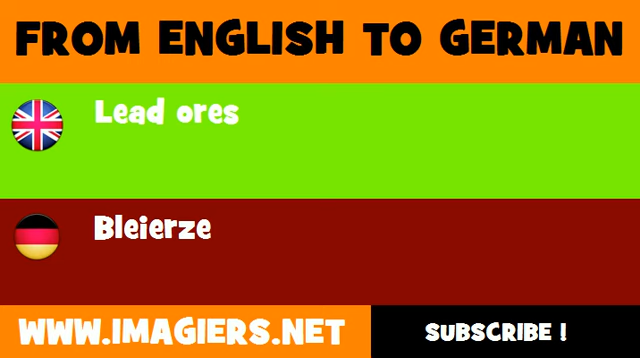 FROM ENGLISH TO GERMAN
Lead ores
Bleierze
WWW.IMAGIERS.NET
SUBSCRIBE !